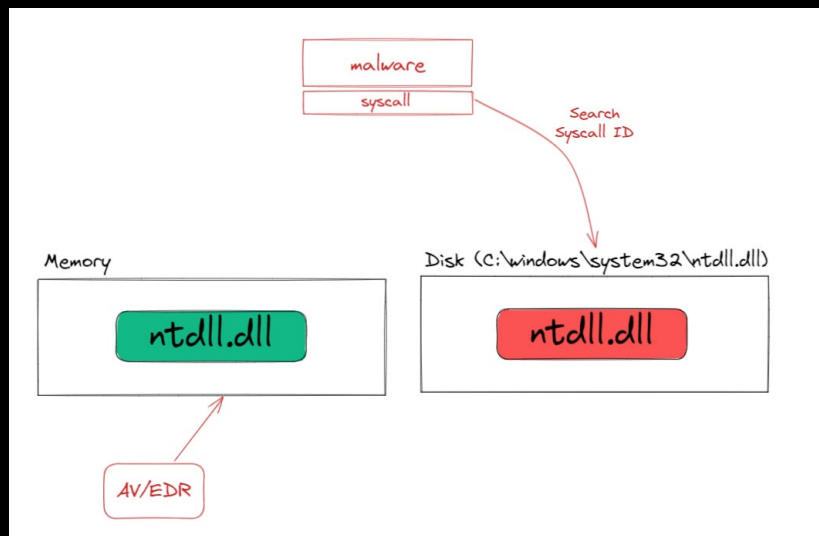 malware
syscall
Search
Syscall ID
Memory
Disk (C:\windows\system32\ntdll.dll)
ntdll.dll
ntdll.dll
AV/EDR